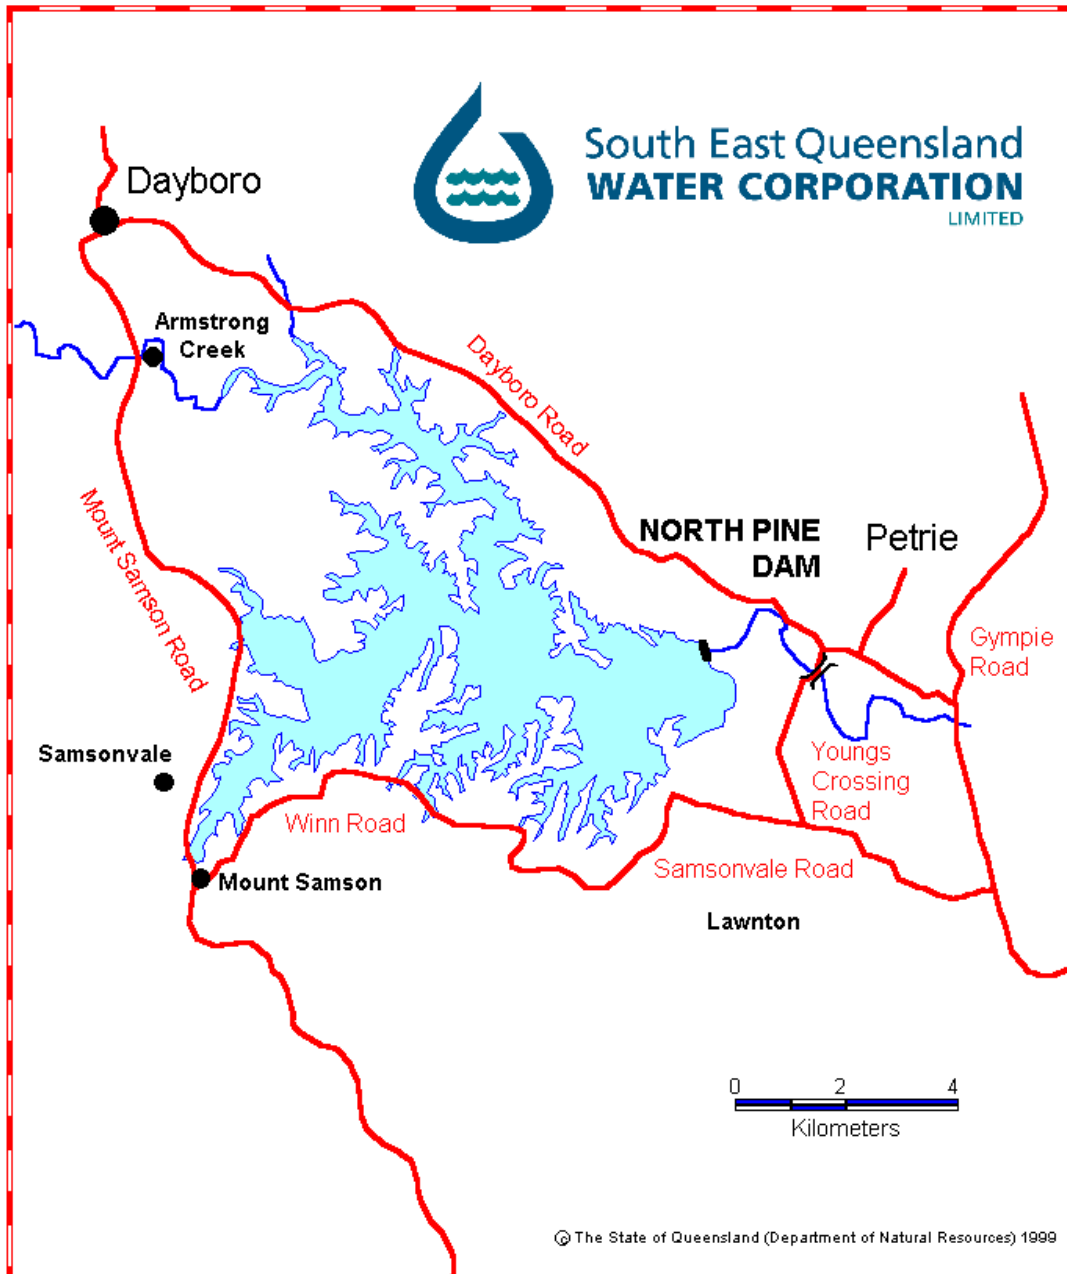 South East Queensland
WATER CORPORATION
LIMITED
Dayboro
Armstrong
Creek
Dayboro Road
Mount Samson Road
NORTH PINE
DAM
Petrie
Gympie
Road
Samsonvale
Youngs
Crossing
Road
Winn Road
Samsonvale Road
Mount Samson
Lawnton
0 2 4
Kilometers
© The State of Queensland (Department of Natural Resources) 1999